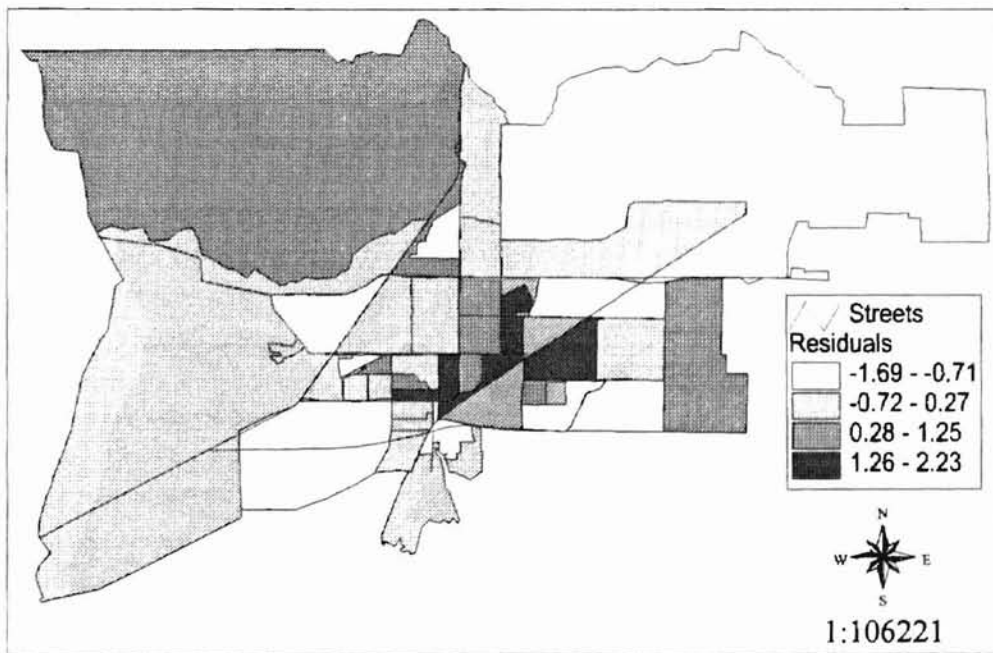 Streets
Residuals
-1.69 - -0.71
-0.72 - 0.27
0.28 - 1.25
1.26 - 2.23
N
W E
S
1:106221